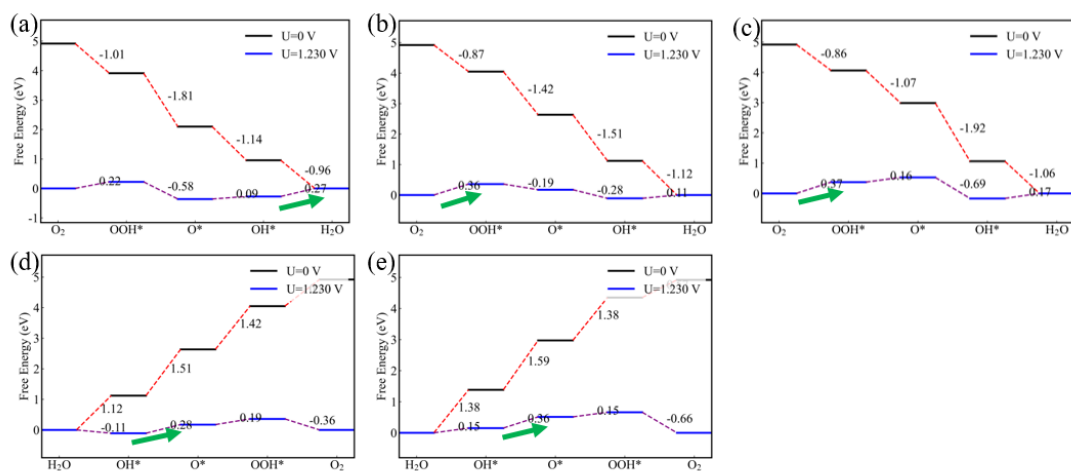 (a)
Free Energy (eV)
5
4
3
2
1
0
-1
U=0 V
U=1.230 V
-1.01
-1.81
-1.14
-0.96
0.22
-0.58
0.09
0.27
O₂ OOH* O* OH* H₂O
(b)
Free Energy (eV)
5
4
3
2
1
0
U=0 V
U=1.230 V
-0.87
-1.42
-1.51
-1.12
0.36
-0.19
-0.28
0.11
O₂ OOH* O* OH* H₂O
(c)
Free Energy (eV)
5
4
3
2
1
0
U=0 V
U=1.230 V
-0.86
-1.07
-1.92
-1.06
0.37
0.16
-0.69
0.17
O₂ OOH* O* OH* H₂O
(d)
Free Energy (eV)
5
4
3
2
1
0
U=0 V
U=1.230 V
1.12
1.51
1.42
-0.11
0.28
0.19
-0.36
H₂O OH* O* OOH* O₂
(e)
Free Energy (eV)
5
4
3
2
1
0
U=0 V
U=1.230 V
1.38
1.59
1.38
0.15
0.36
0.15
-0.66
H₂O OH* O* OOH* O₂